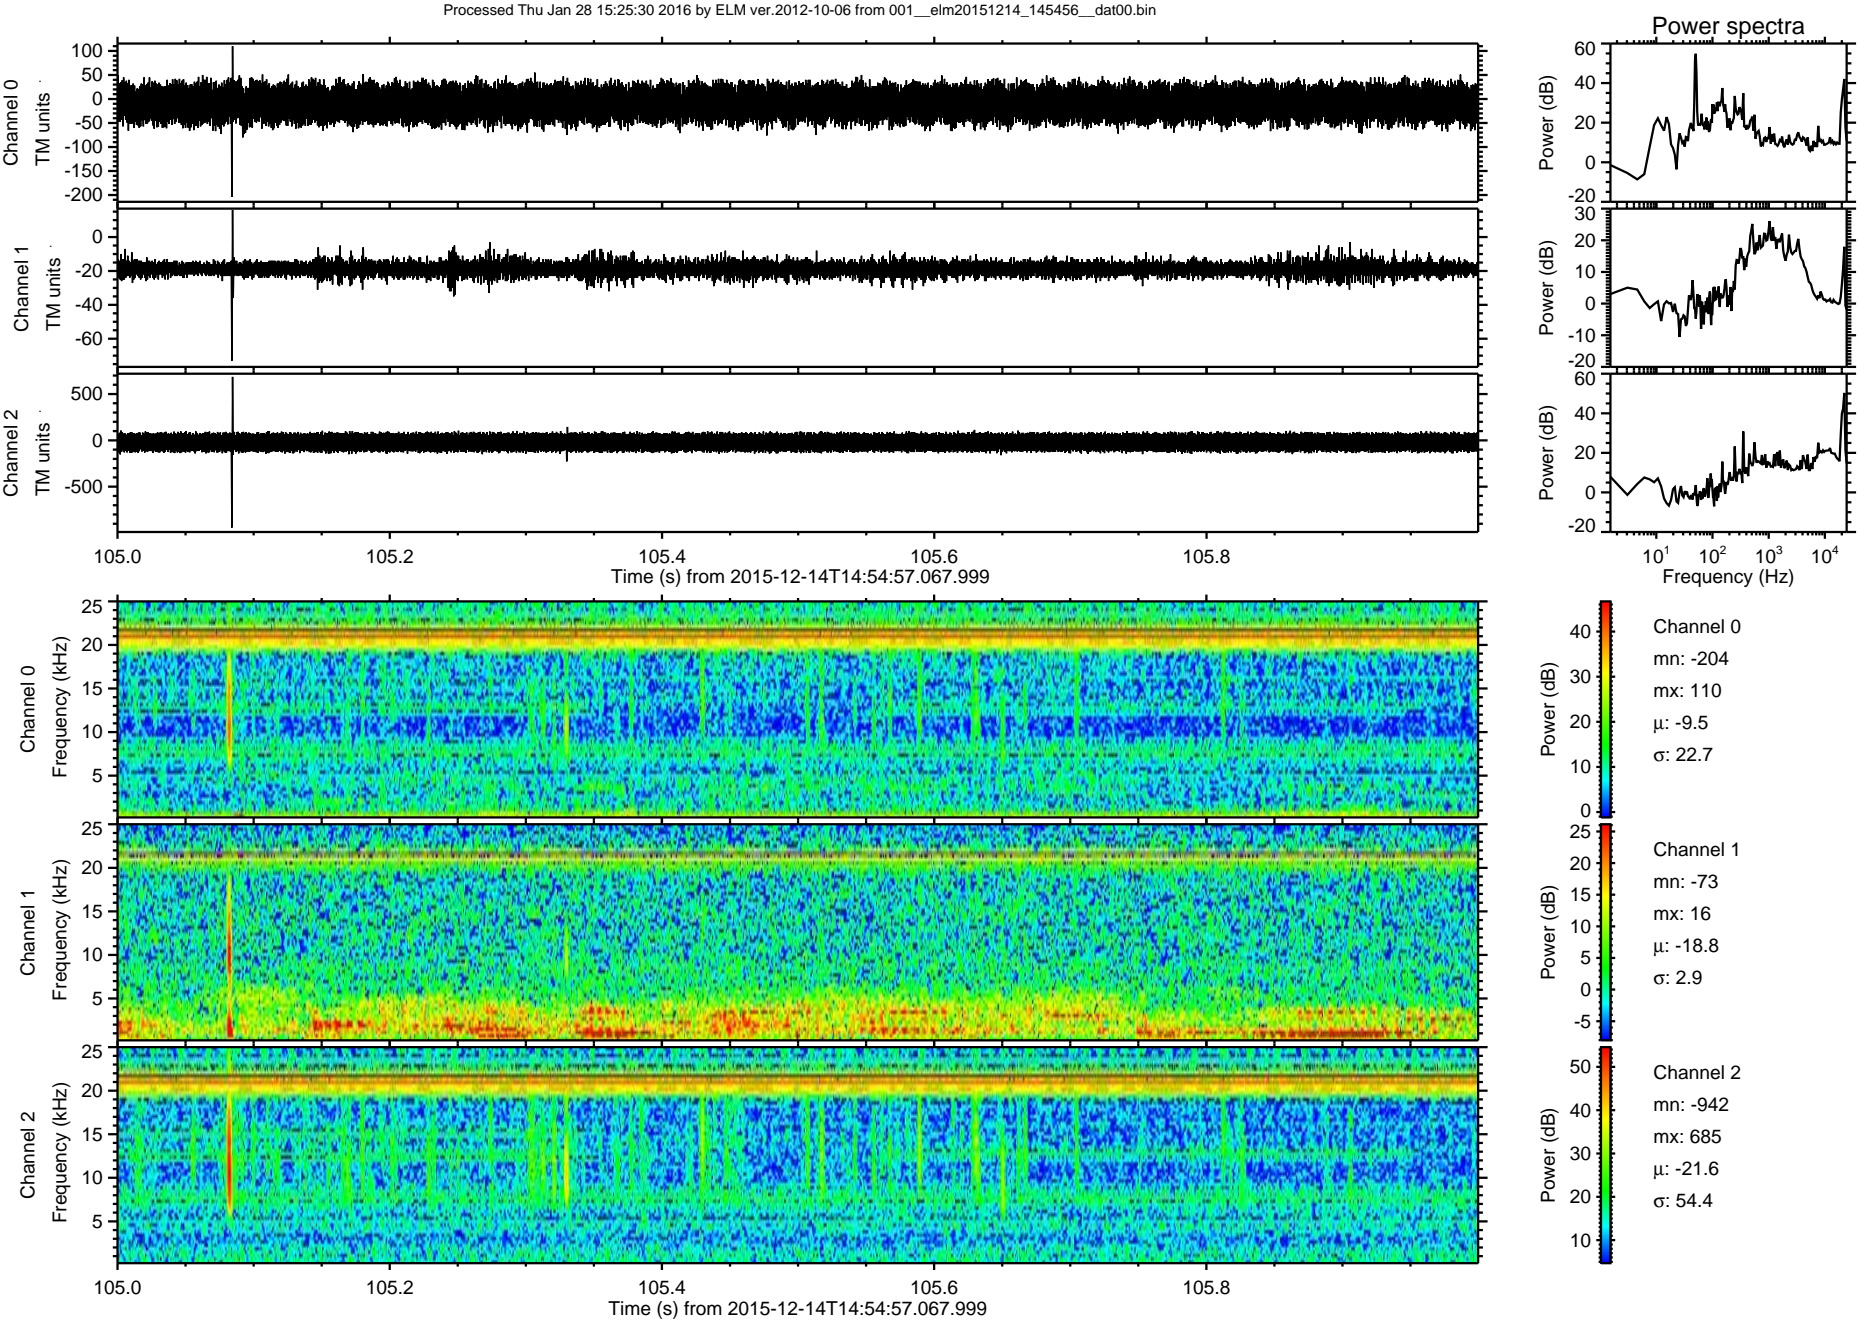 Processed Thu Jan 28 15:25:30 2016 by ELM ver.2012-10-06 from 001__elm20151214_145456__dat00.bin
Power spectra
Channel 0
TM units
100
50
0
-50
-100
-150
-200
Power (dB)
60
40
20
0
-20
Channel 1
TM units
0
-20
-40
-60
Power (dB)
30
20
10
0
-10
-20
Channel 2
TM units
500
0
-500
Power (dB)
60
40
20
0
-20
105.0 105.2 105.4 105.6 105.8
Time (s) from 2015-12-14T14:54:57.067.999
10¹ 10² 10³ 10⁴
Frequency (Hz)
Channel 0
Frequency (kHz)
25
20
15
10
5
Power (dB)
40
30
20
10
0
Channel 0
mn: -204
mx: 110
μ: -9.5
σ: 22.7
Channel 1
Frequency (kHz)
25
20
15
10
5
Power (dB)
25
20
15
10
5
0
-5
Channel 1
mn: -73
mx: 16
μ: -18.8
σ: 2.9
Channel 2
Frequency (kHz)
25
20
15
10
5
Power (dB)
50
40
30
20
10
Channel 2
mn: -942
mx: 685
μ: -21.6
σ: 54.4
105.0 105.2 105.4 105.6 105.8
Time (s) from 2015-12-14T14:54:57.067.999